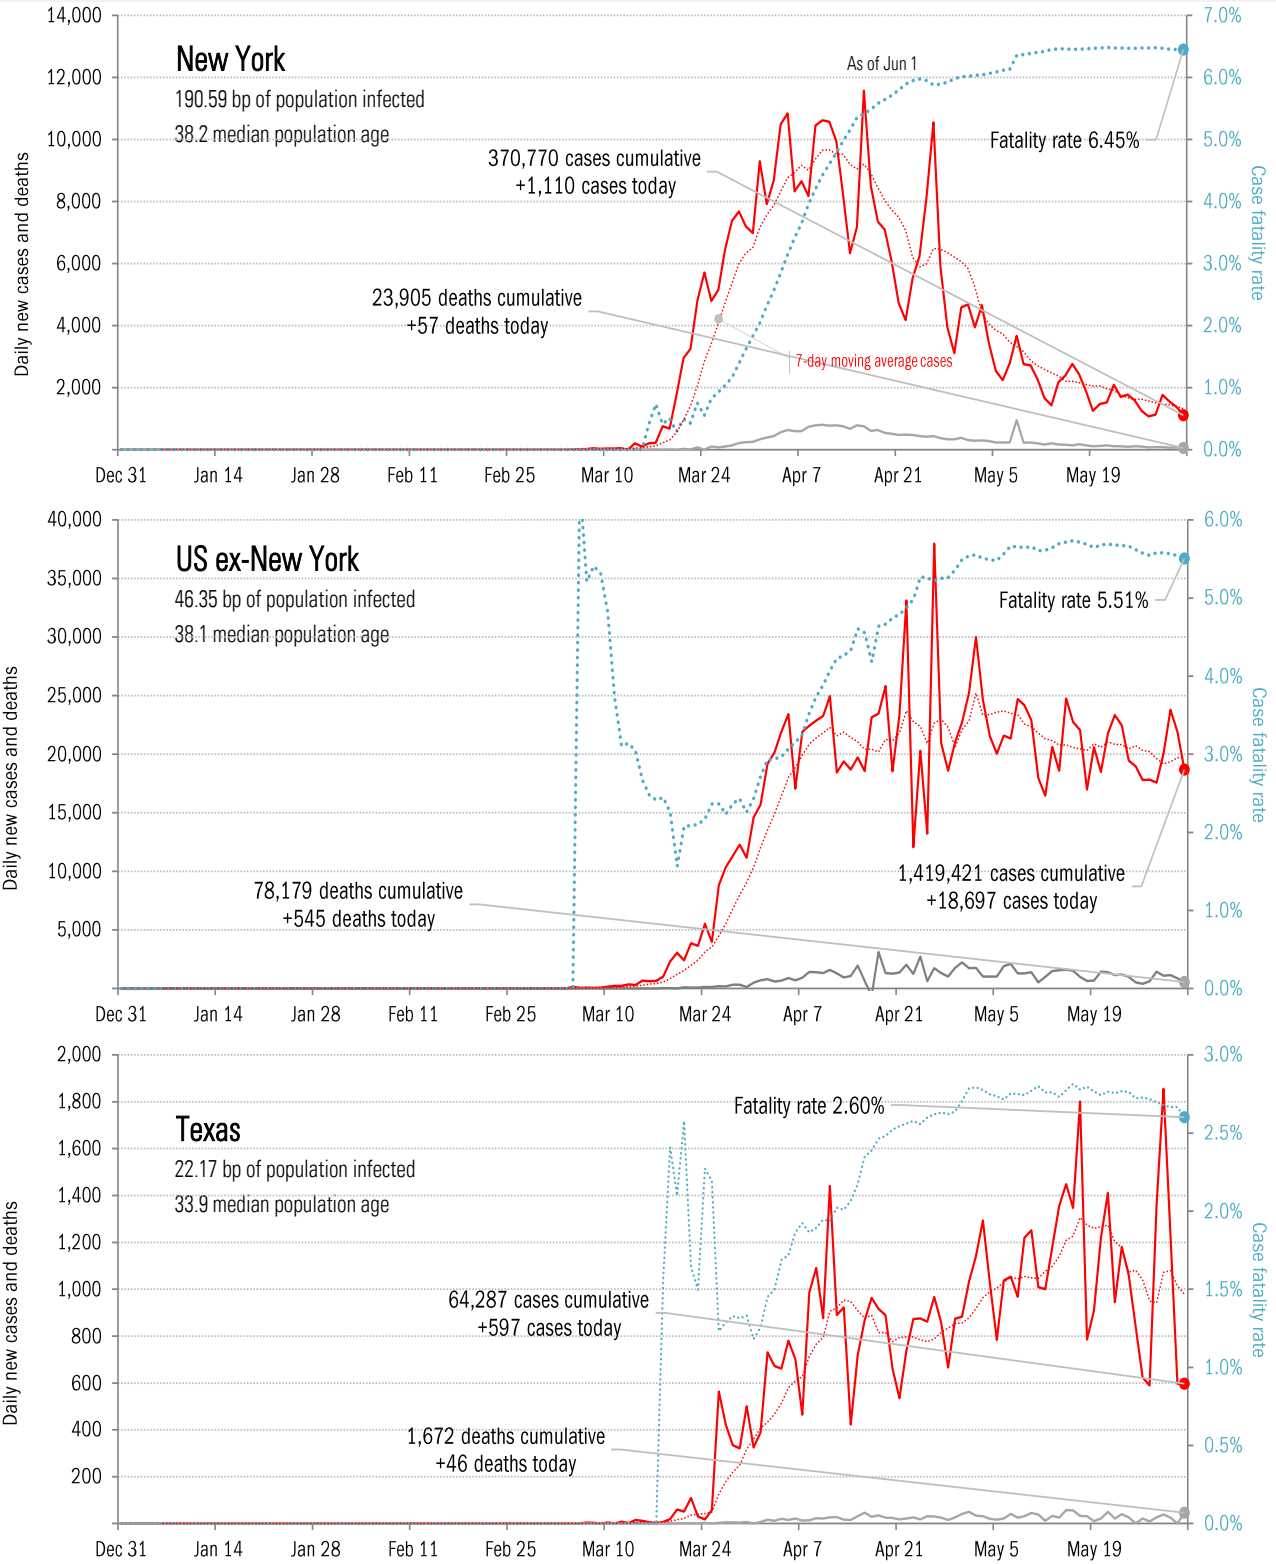 14,000
12,000
10,000
8,000
6,000
4,000
2,000
Daily new cases and deaths
New York
190.59 bp of population infected
38.2 median population age
As of Jun 1
370,770 cases cumulative
+1,110 cases today
23,905 deaths cumulative
+57 deaths today
7-day moving average cases
Fatality rate 6.45%
7.0%
6.0%
5.0%
4.0%
3.0%
2.0%
1.0%
0.0%
Case fatality rate
Dec 31 Jan 14 Jan 28 Feb 11 Feb 25 Mar 10 Mar 24 Apr 7 Apr 21 May 5 May 19
40,000
35,000
30,000
25,000
20,000
15,000
10,000
5,000
Daily new cases and deaths
US ex-New York
46.35 bp of population infected
38.1 median population age
Fatality rate 5.51%
78,179 deaths cumulative
+545 deaths today
1,419,421 cases cumulative
+18,697 cases today
6.0%
5.0%
4.0%
3.0%
2.0%
1.0%
0.0%
Case fatality rate
Dec 31 Jan 14 Jan 28 Feb 11 Feb 25 Mar 10 Mar 24 Apr 7 Apr 21 May 5 May 19
2,000
1,800
1,600
1,400
1,200
1,000
800
600
400
200
Daily new cases and deaths
Texas
22.17 bp of population infected
33.9 median population age
Fatality rate 2.60%
64,287 cases cumulative
+597 cases today
1,672 deaths cumulative
+46 deaths today
3.0%
2.5%
2.0%
1.5%
1.0%
0.5%
0.0%
Case fatality rate
Dec 31 Jan 14 Jan 28 Feb 11 Feb 25 Mar 10 Mar 24 Apr 7 Apr 21 May 5 May 19